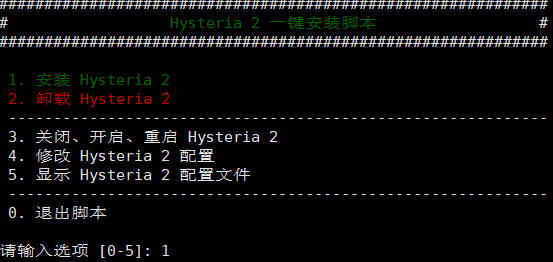 ##############################################################
# Hysteria 2 一键安装脚本 #
##############################################################
1. 安装 Hysteria 2
2. 卸载 Hysteria 2
------------------------------------------------------------
3. 关闭、开启、重启 Hysteria 2
4. 修改 Hysteria 2 配置
5. 显示 Hysteria 2 配置文件
------------------------------------------------------------
0. 退出脚本
请输入选项 [0-5]: 1